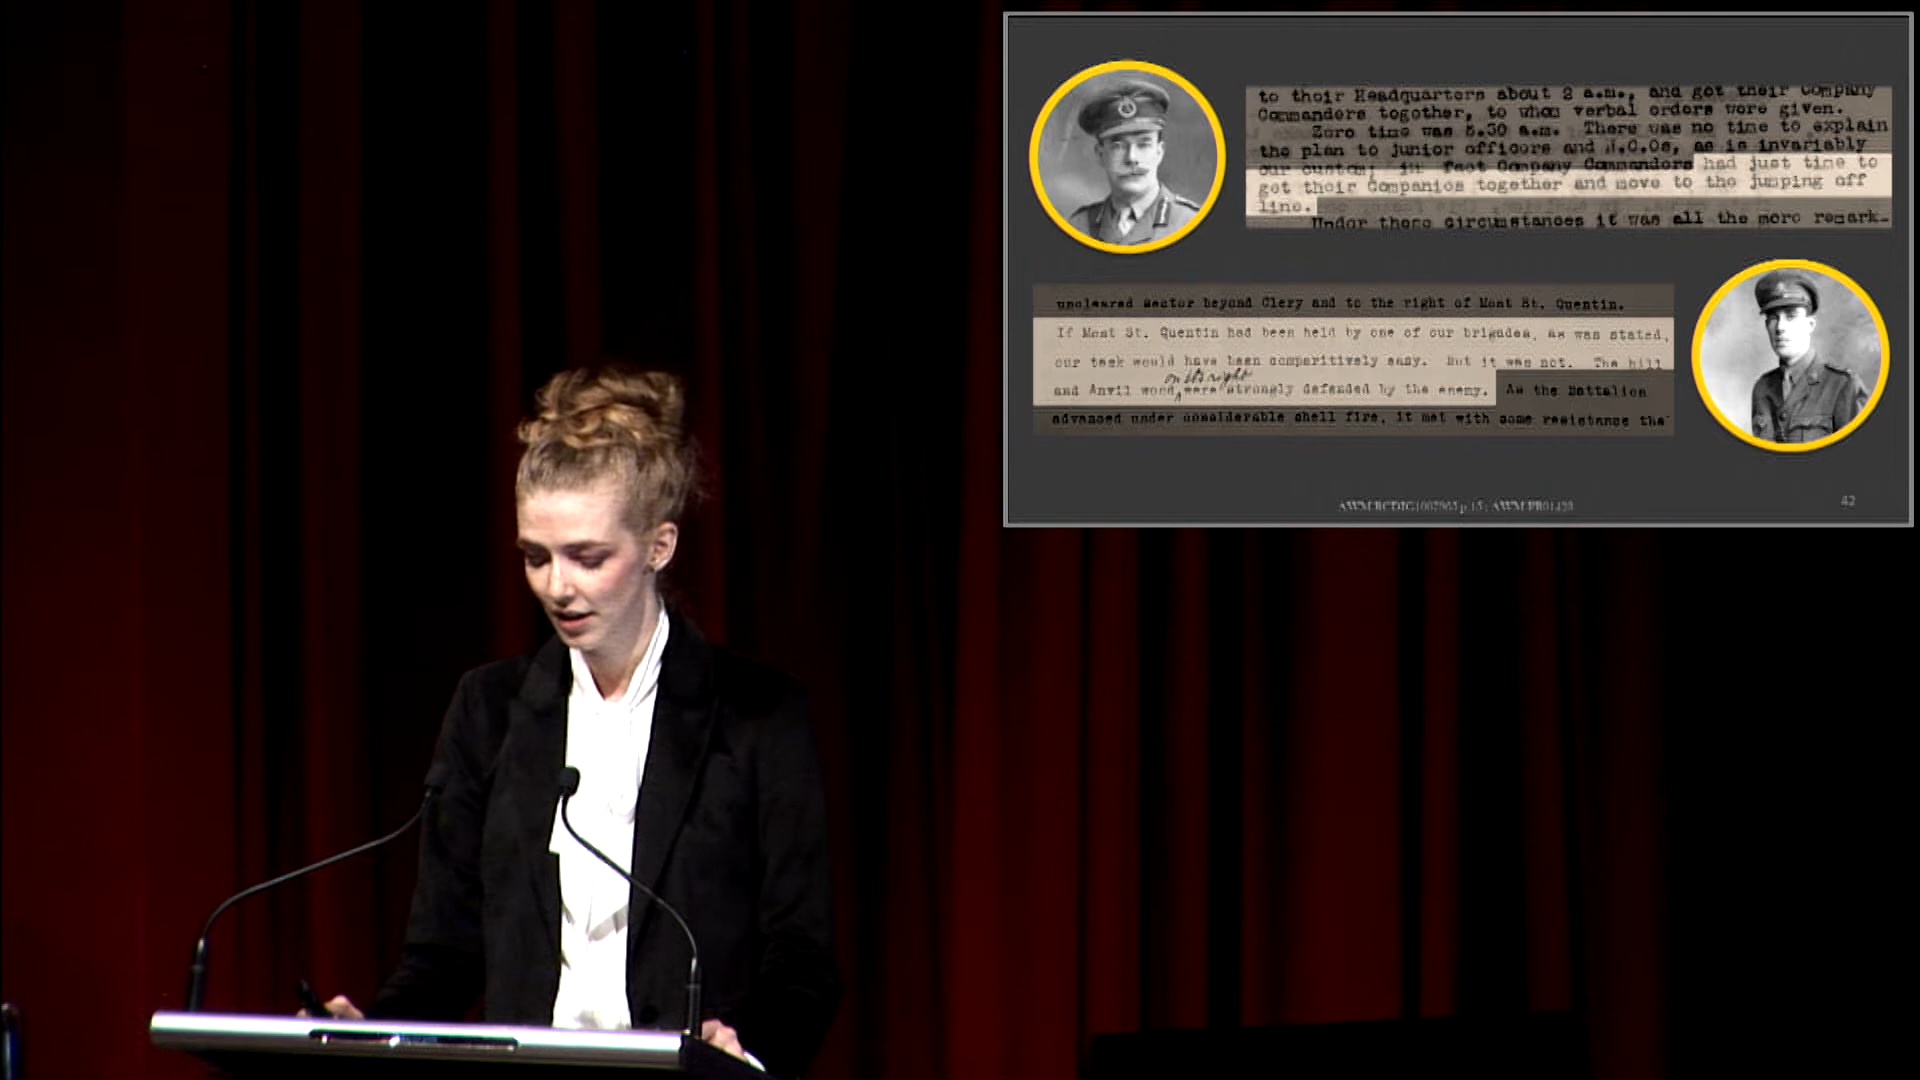 to their Headquarters about 2 a.m., and got their Company
Commanders together, to whom verbal orders were given.
Zero time was 5.30 a.m. There was no time to explain
the plan to junior officers and N.C.Os, as is invariably
our custom; in fact Company Commanders had just time to
get their Companies together and move to the jumping off
line.
Under these circumstances it was all the more remark-
uncleared sector beyond Clery and to the right of Mont St. Quentin.
If Mont St. Quentin had been held by one of our brigades, as was stated,
our task would have been comparitively easy. But it was not. The hill
on its right
and Anvil wood, were strongly defended by the enemy. As the Battalion
advanced under considerable shell fire, it met with some resistance the
42